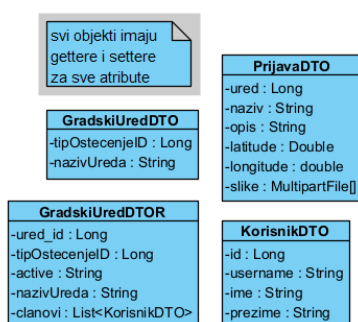 svi objekti imaju
gettere i settere
za sve atribute
GradskiUredDTO
-tipOstecenjeID : Long
-nazivUreda : String
PrijavaDTO
-ured : Long
-naziv : String
-opis : String
-latitude : Double
-longitude : double
-slike : MultipartFile[]
GradskiUredDTOR
-ured_id : Long
-tipOstecenjeID : Long
-active : String
-nazivUreda : String
-clanovi : List<KorisnikDTO>
KorisnikDTO
-id : Long
-username : String
-ime : String
-prezime : String